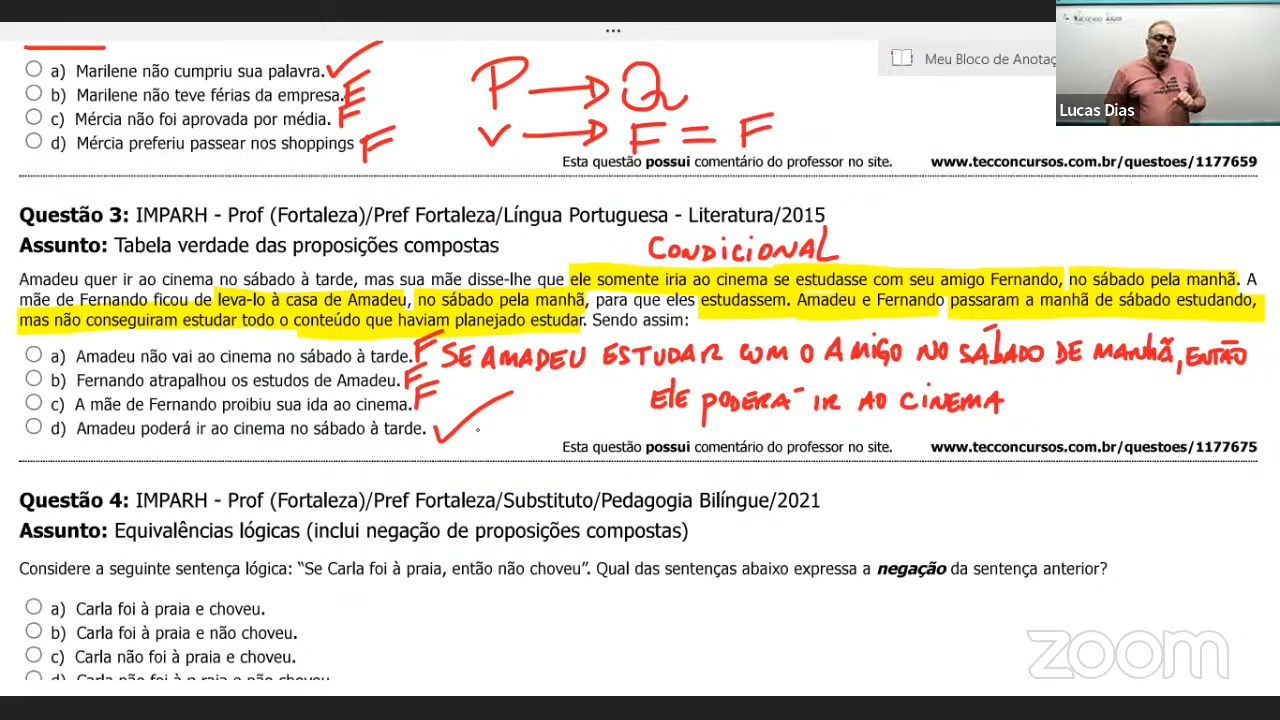 a) Marilene não cumpriu sua palavra.
b) Marilene não teve férias da empresa.
c) Mércia não foi aprovada por média.
d) Mércia preferiu passear nos shoppings
F
F
F
P → Q
V → F = F
Meu Bloco de Anotaç
Lucas Dias
Esta questão possui comentário do professor no site. www.tecconcursos.com.br/questoes/1177659
Questão 3: IMPARH - Prof (Fortaleza)/Pref Fortaleza/Língua Portuguesa - Literatura/2015
Assunto: Tabela verdade das proposições compostas
CONDICIONAL
Amadeu quer ir ao cinema no sábado à tarde, mas sua mãe disse-lhe que ele somente iria ao cinema se estudasse com seu amigo Fernando, no sábado pela manhã. A
mãe de Fernando ficou de leva-lo à casa de Amadeu, no sábado pela manhã, para que eles estudassem. Amadeu e Fernando passaram a manhã de sábado estudando,
mas não conseguiram estudar todo o conteúdo que haviam planejado estudar. Sendo assim:
a) Amadeu não vai ao cinema no sábado à tarde. F
b) Fernando atrapalhou os estudos de Amadeu. F
c) A mãe de Fernando proibiu sua ida ao cinema. F
d) Amadeu poderá ir ao cinema no sábado à tarde.
SE AMADEU ESTUDAR COM O AMIGO NO SÁBADO DE MANHÃ, ENTÃO
ELE PODERÁ IR AO CINEMA
Esta questão possui comentário do professor no site. www.tecconcursos.com.br/questoes/1177675
Questão 4: IMPARH - Prof (Fortaleza)/Pref Fortaleza/Substituto/Pedagogia Bilíngue/2021
Assunto: Equivalências lógicas (inclui negação de proposições compostas)
Considere a seguinte sentença lógica: “Se Carla foi à praia, então não choveu”. Qual das sentenças abaixo expressa a negação da sentença anterior?
a) Carla foi à praia e choveu.
b) Carla foi à praia e não choveu.
c) Carla não foi à praia e choveu.
d) Carla não foi à praia e não choveu.
zoom